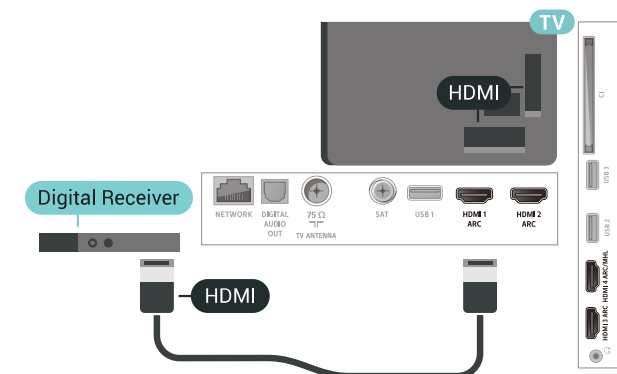 TV
HDMI
CI
USB 3
USB 2
HDMI 4 ARC/MHL
HDMI 3 ARC
Digital Receiver
NETWORK
DIGITAL
AUDIO
OUT
75 Ω
TV ANTENNA
SAT
USB 1
HDMI 1
ARC
HDMI 2
ARC
HDMI